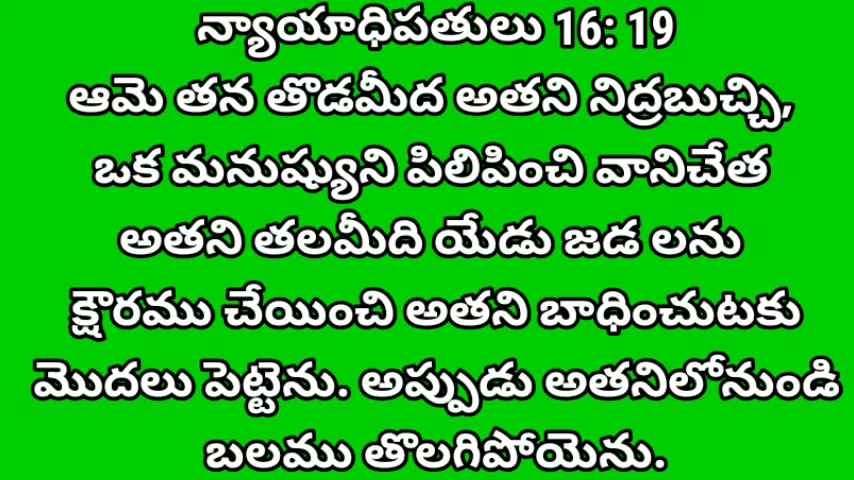 న్యాయాధిపతులు 16: 19
ఆమె తన తొడమీద అతని నిద్రబుచ్చి,
ఒక మనుష్యుని పిలిపించి వానిచేత
అతని తలమీది యేడు జడ లను
క్షౌరము చేయించి అతని బాధించుటకు
మొదలు పెట్టెను. అప్పుడు అతనిలోనుండి
బలము తొలగిపోయెను.